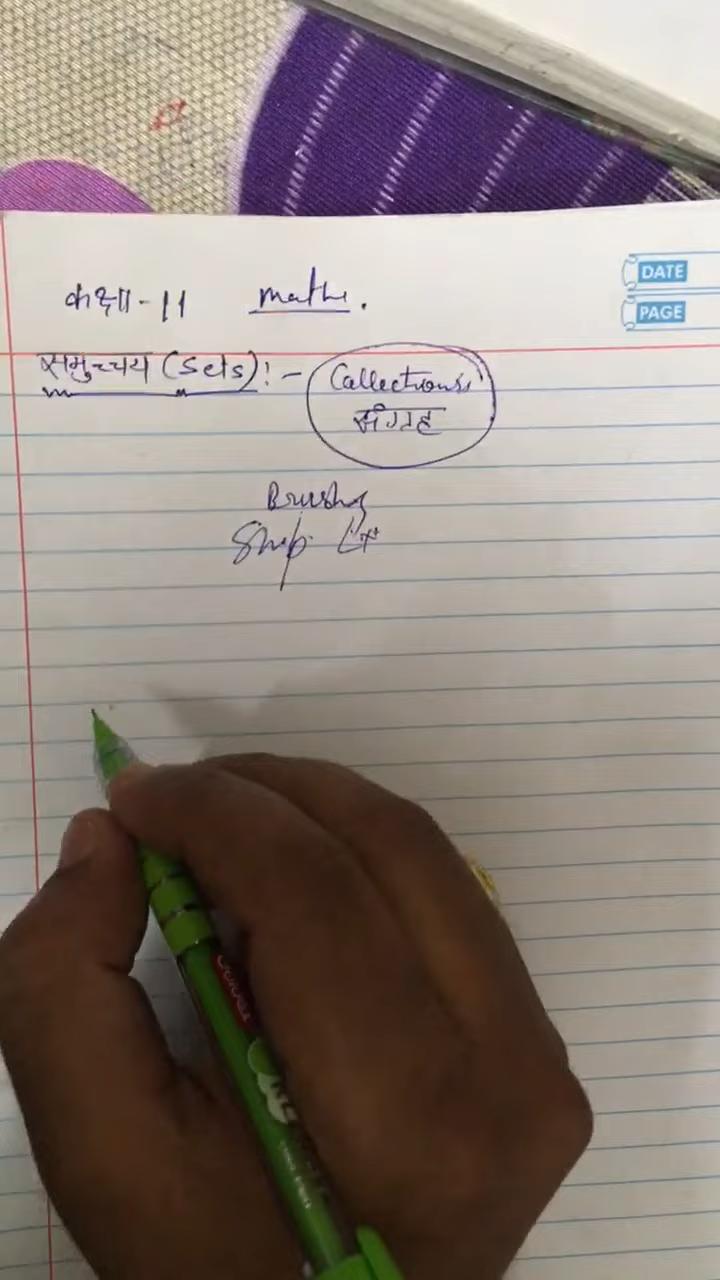 कक्षा - 11 maths.
DATE
PAGE
समुच्चय (Sets) :- Collections
संग्रह
Brushes